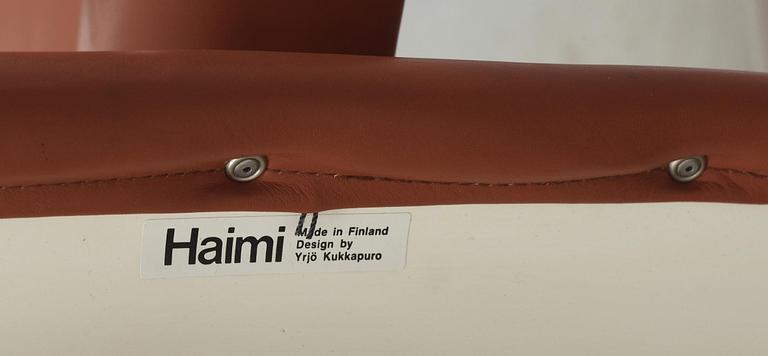 Haimi
Made in Finland
Design by
Yrjö Kukkapuro